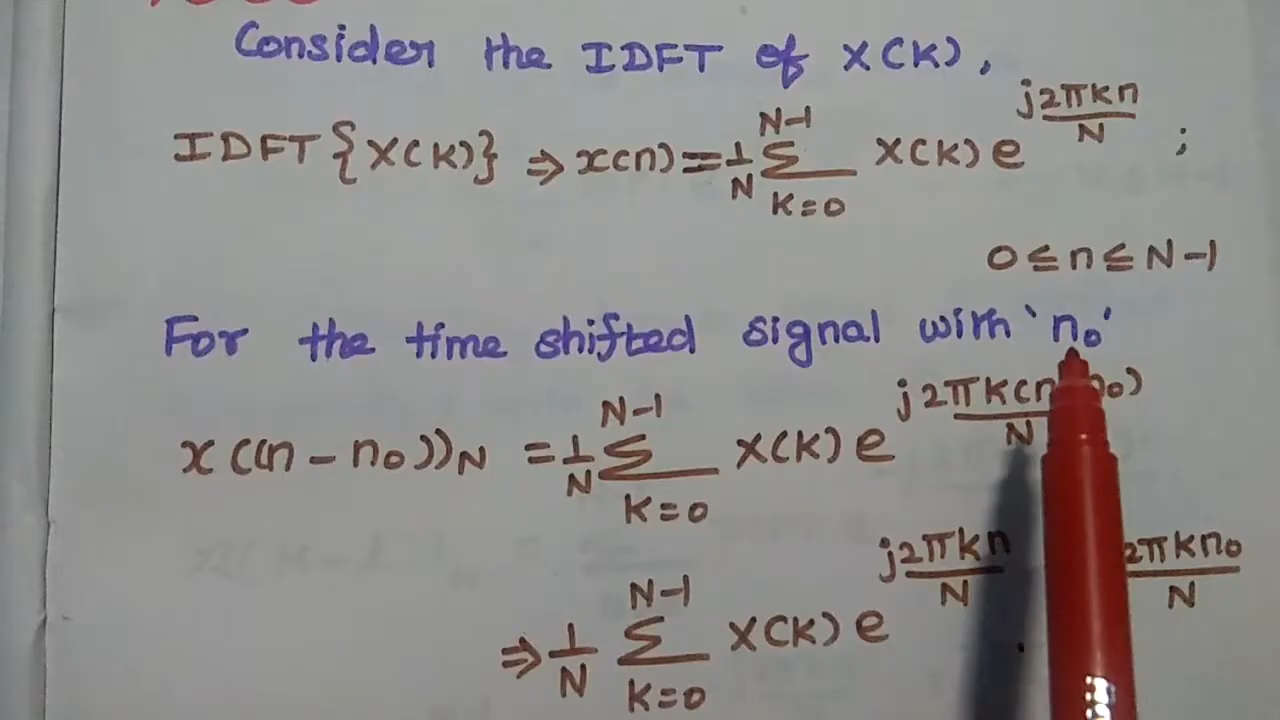 Consider the IDFT of X(K),
IDFT{X(K)} ⇒ x(n) = 1/N Σ_{K=0}^{N-1} X(K) e^{j2πkn/N} ;
0 ≤ n ≤ N-1
For the time shifted signal with 'n₀'
x((n-n₀))_N = 1/N Σ_{K=0}^{N-1} X(K) e^{j2πk(n n₀)/N}
⇒ 1/N Σ_{K=0}^{N-1} X(K) e^{j2πkn/N} . 2πkn₀/N